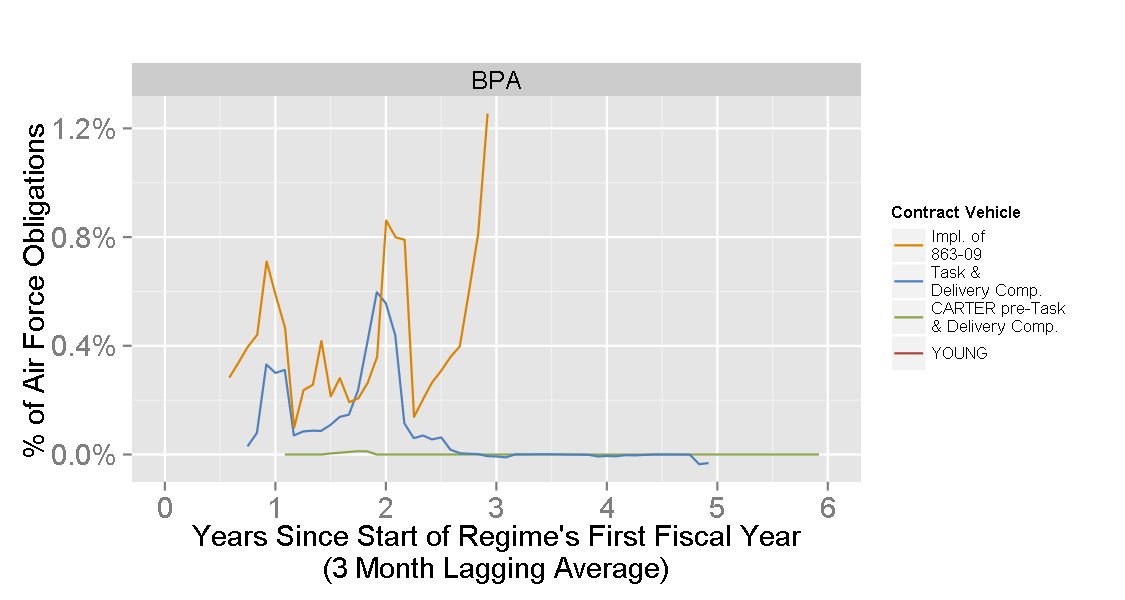 BPA
1.2%
0.8%
0.4%
0.0%
% of Air Force Obligations
0 1 2 3 4 5 6
Years Since Start of Regime's First Fiscal Year
(3 Month Lagging Average)
Contract Vehicle
Impl. of
863-09
Task &
Delivery Comp.
CARTER pre-Task
& Delivery Comp.
YOUNG